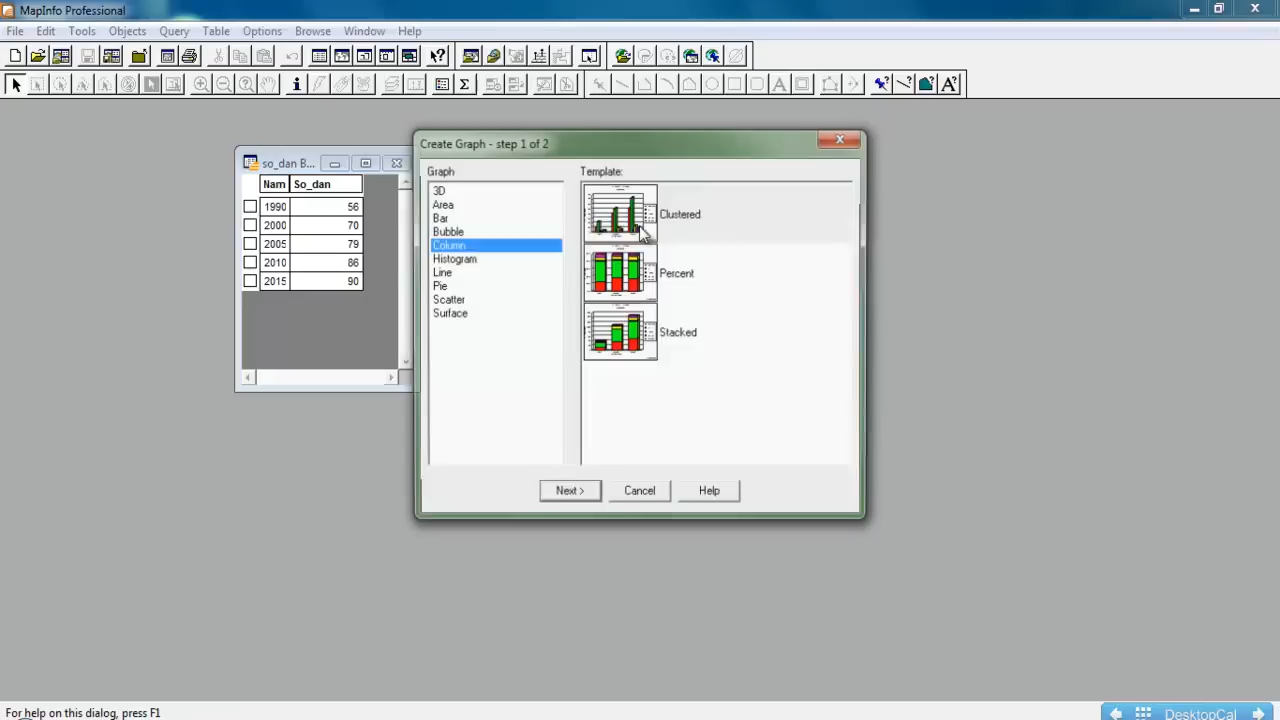 MapInfo Professional
File Edit Tools Objects Query Table Options Browse Window Help
Create Graph - step 1 of 2
so_dan B...
Graph
Template:
Nam So_dan
1990 56
2000 70
2005 79
2010 86
2015 90
3D
Area
Bar
Bubble
Column
Histogram
Line
Pie
Scatter
Surface
Clustered
Percent
Stacked
Next >
Cancel
Help
For help on this dialog, press F1
DesktopCal